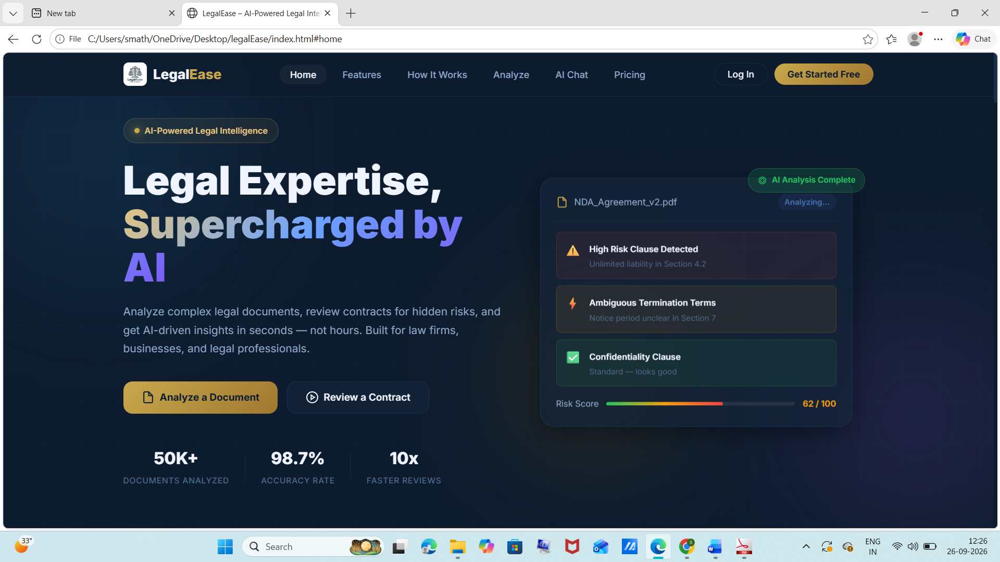 New tab
LegalEase – AI-Powered Legal Inte
File C:/Users/smath/OneDrive/Desktop/legalEase/index.html#home
Chat
LegalEase
LegalEase
Home
Features
How It Works
Analyze
AI Chat
Pricing
Log In
Get Started Free
AI-Powered Legal Intelligence
Legal Expertise,
Supercharged by
AI
Analyze complex legal documents, review contracts for hidden risks, and
get AI-driven insights in seconds — not hours. Built for law firms,
businesses, and legal professionals.
Analyze a Document
Review a Contract
50K+
DOCUMENTS ANALYZED
98.7%
ACCURACY RATE
10x
FASTER REVIEWS
AI Analysis Complete
NDA_Agreement_v2.pdf
Analyzing...
High Risk Clause Detected
Unlimited liability in Section 4.2
Ambiguous Termination Terms
Notice period unclear in Section 7
Confidentiality Clause
Standard — looks good
Risk Score
62 / 100
33°
Search
S
W
PDF
ENG
IN
12:26
26-09-2026